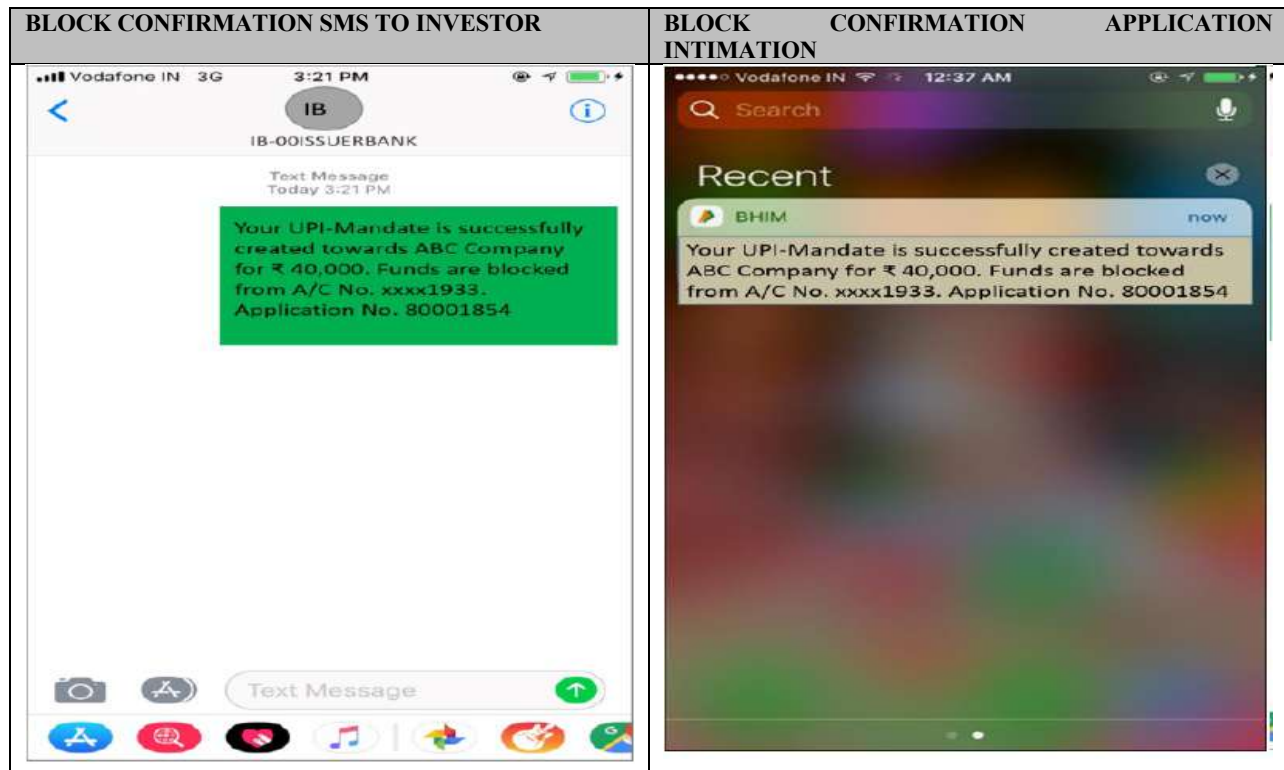 BLOCK CONFIRMATION SMS TO INVESTOR
BLOCK CONFIRMATION APPLICATION
INTIMATION
Vodafone IN 3G 3:21 PM
IB
IB-00ISSUERBANK
Text Message
Today 3:21 PM
Your UPI-Mandate is successfully
created towards ABC Company
for ₹ 40,000. Funds are blocked
from A/C No. xxxx1933.
Application No. 80001854
Text Message
Vodafone IN 12:37 AM
Search
Recent
BHIM now
Your UPI-Mandate is successfully created towards
ABC Company for ₹ 40,000. Funds are blocked
from A/C No. xxxx1933. Application No. 80001854